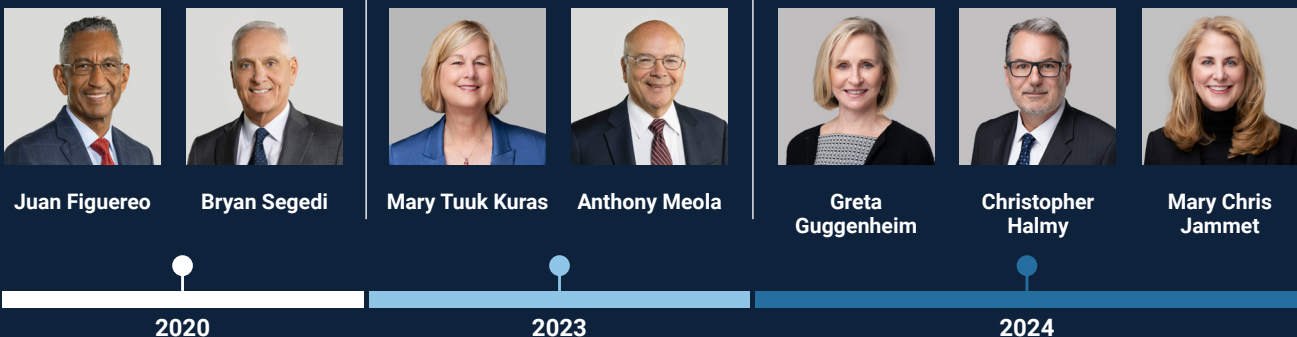 Juan Figuereo
Bryan Segedi
Mary Tuuk Kuras
Anthony Meola
Greta
Guggenheim
Christopher
Halmy
Mary Chris
Jammet
2020
2023
2024